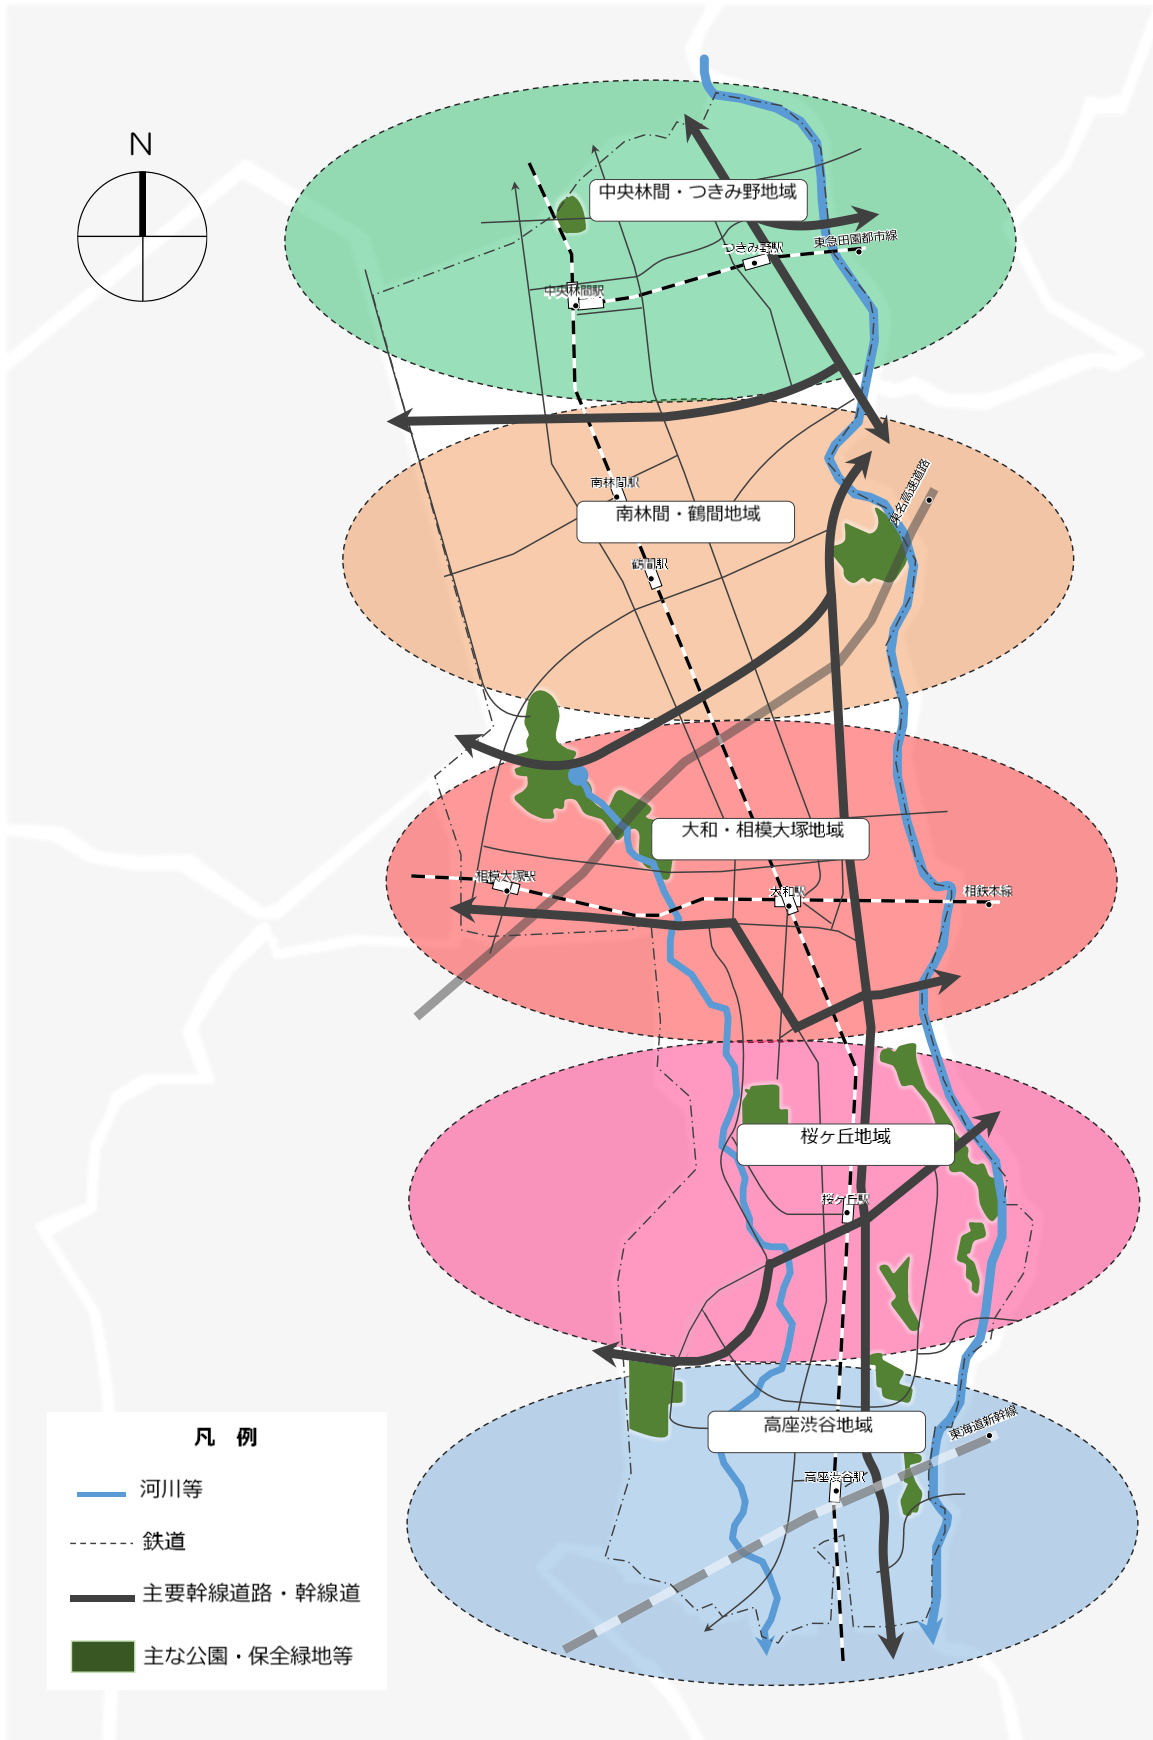 N
中央林間・つきみ野地域
東急田園都市線
つきみ野駅
中央林間駅
東名高速道路
南林間駅
南林間・鶴間地域
鶴間駅
大和・相模大塚地域
相模大塚駅
大和駅
相鉄本線
桜ヶ丘地域
桜ケ丘駅
高座渋谷地域
東海道新幹線
高座渋谷駅
凡 例
河川等
鉄道
主要幹線道路・幹線道
主な公園・保全緑地等